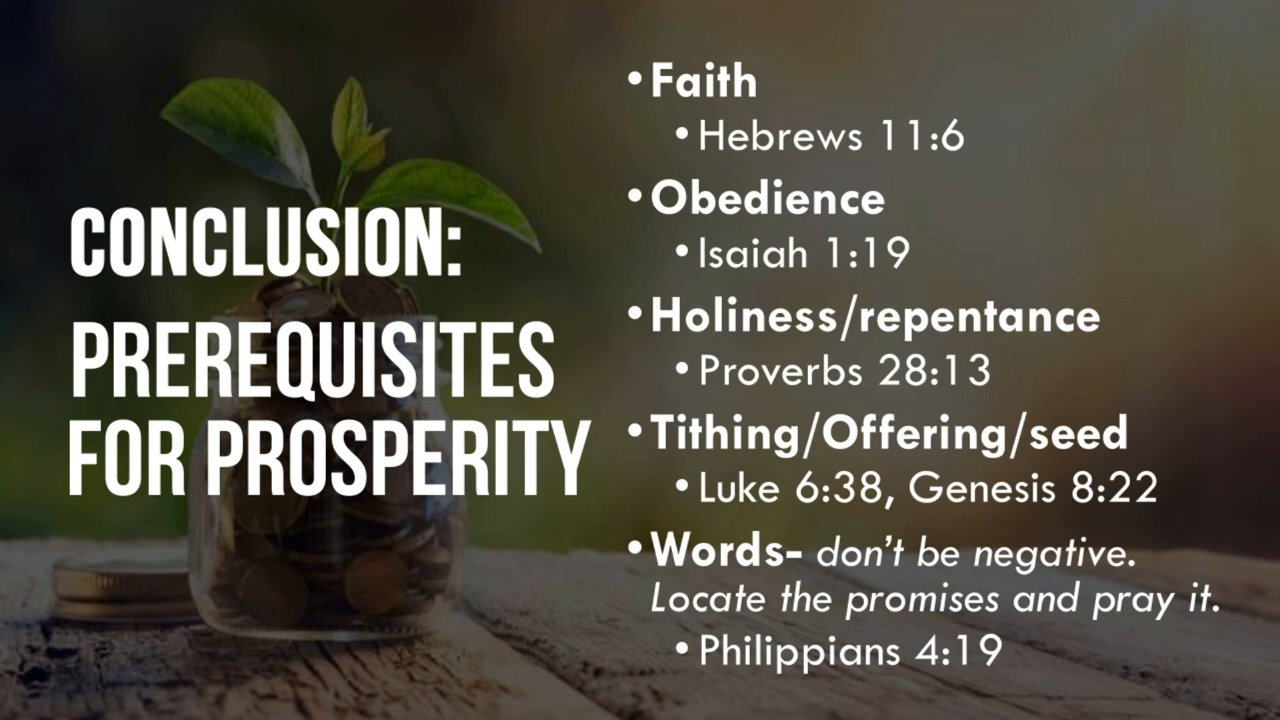 CONCLUSION:
PREREQUISITES
FOR PROSPERITY
• Faith
• Hebrews 11:6
• Obedience
• Isaiah 1:19
• Holiness/repentance
• Proverbs 28:13
• Tithing/Offering/seed
• Luke 6:38, Genesis 8:22
• Words- don't be negative.
Locate the promises and pray it.
• Philippians 4:19